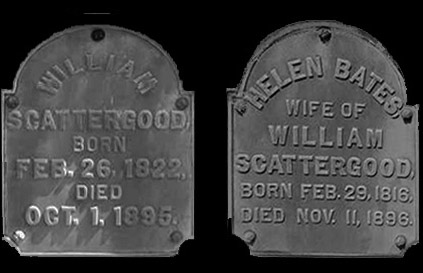 WILLIAM
SCATTERGOOD,
BORN
FEB. 26, 1822,
DIED
OCT. 1, 1895.
HELEN BATES,
WIFE OF
WILLIAM
SCATTERGOOD,
BORN FEB. 29, 1816,
DIED NOV. 11, 1896.